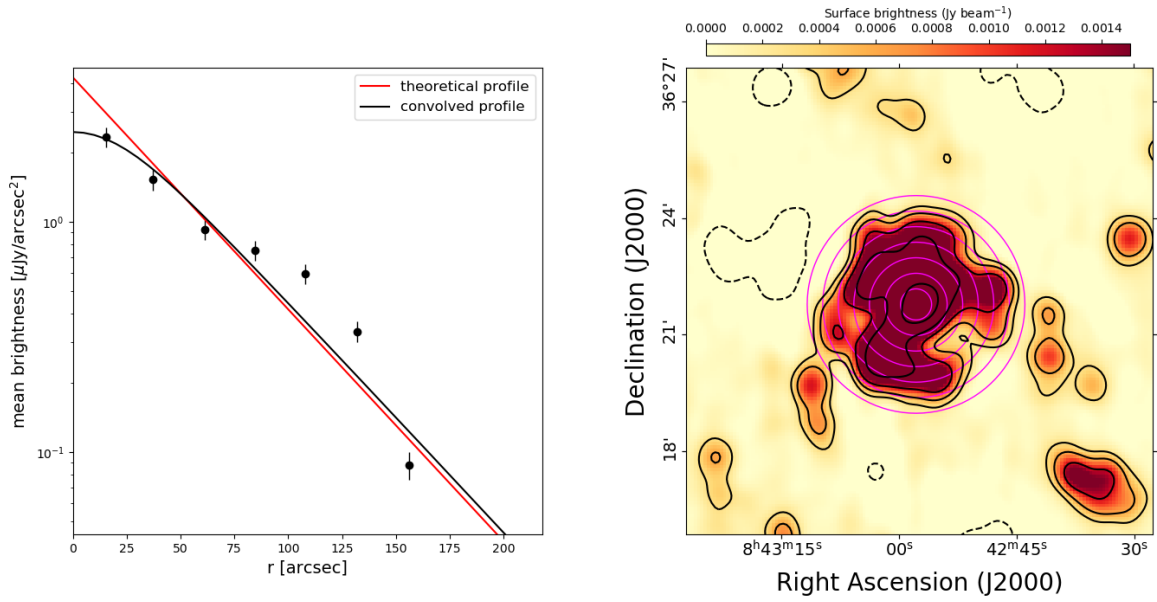 theoretical profile
convolved profile
mean brightness [μJy/arcsec²]
10⁰
10⁻¹
0 25 50 75 100 125 150 175 200
r [arcsec]
Surface brightness (Jy beam⁻¹)
0.0000 0.0002 0.0004 0.0006 0.0008 0.0010 0.0012 0.0014
Declination (J2000)
36°27'
24'
21'
18'
8ʰ43ᵐ15ˢ 00ˢ 42ᵐ45ˢ 30ˢ
Right Ascension (J2000)